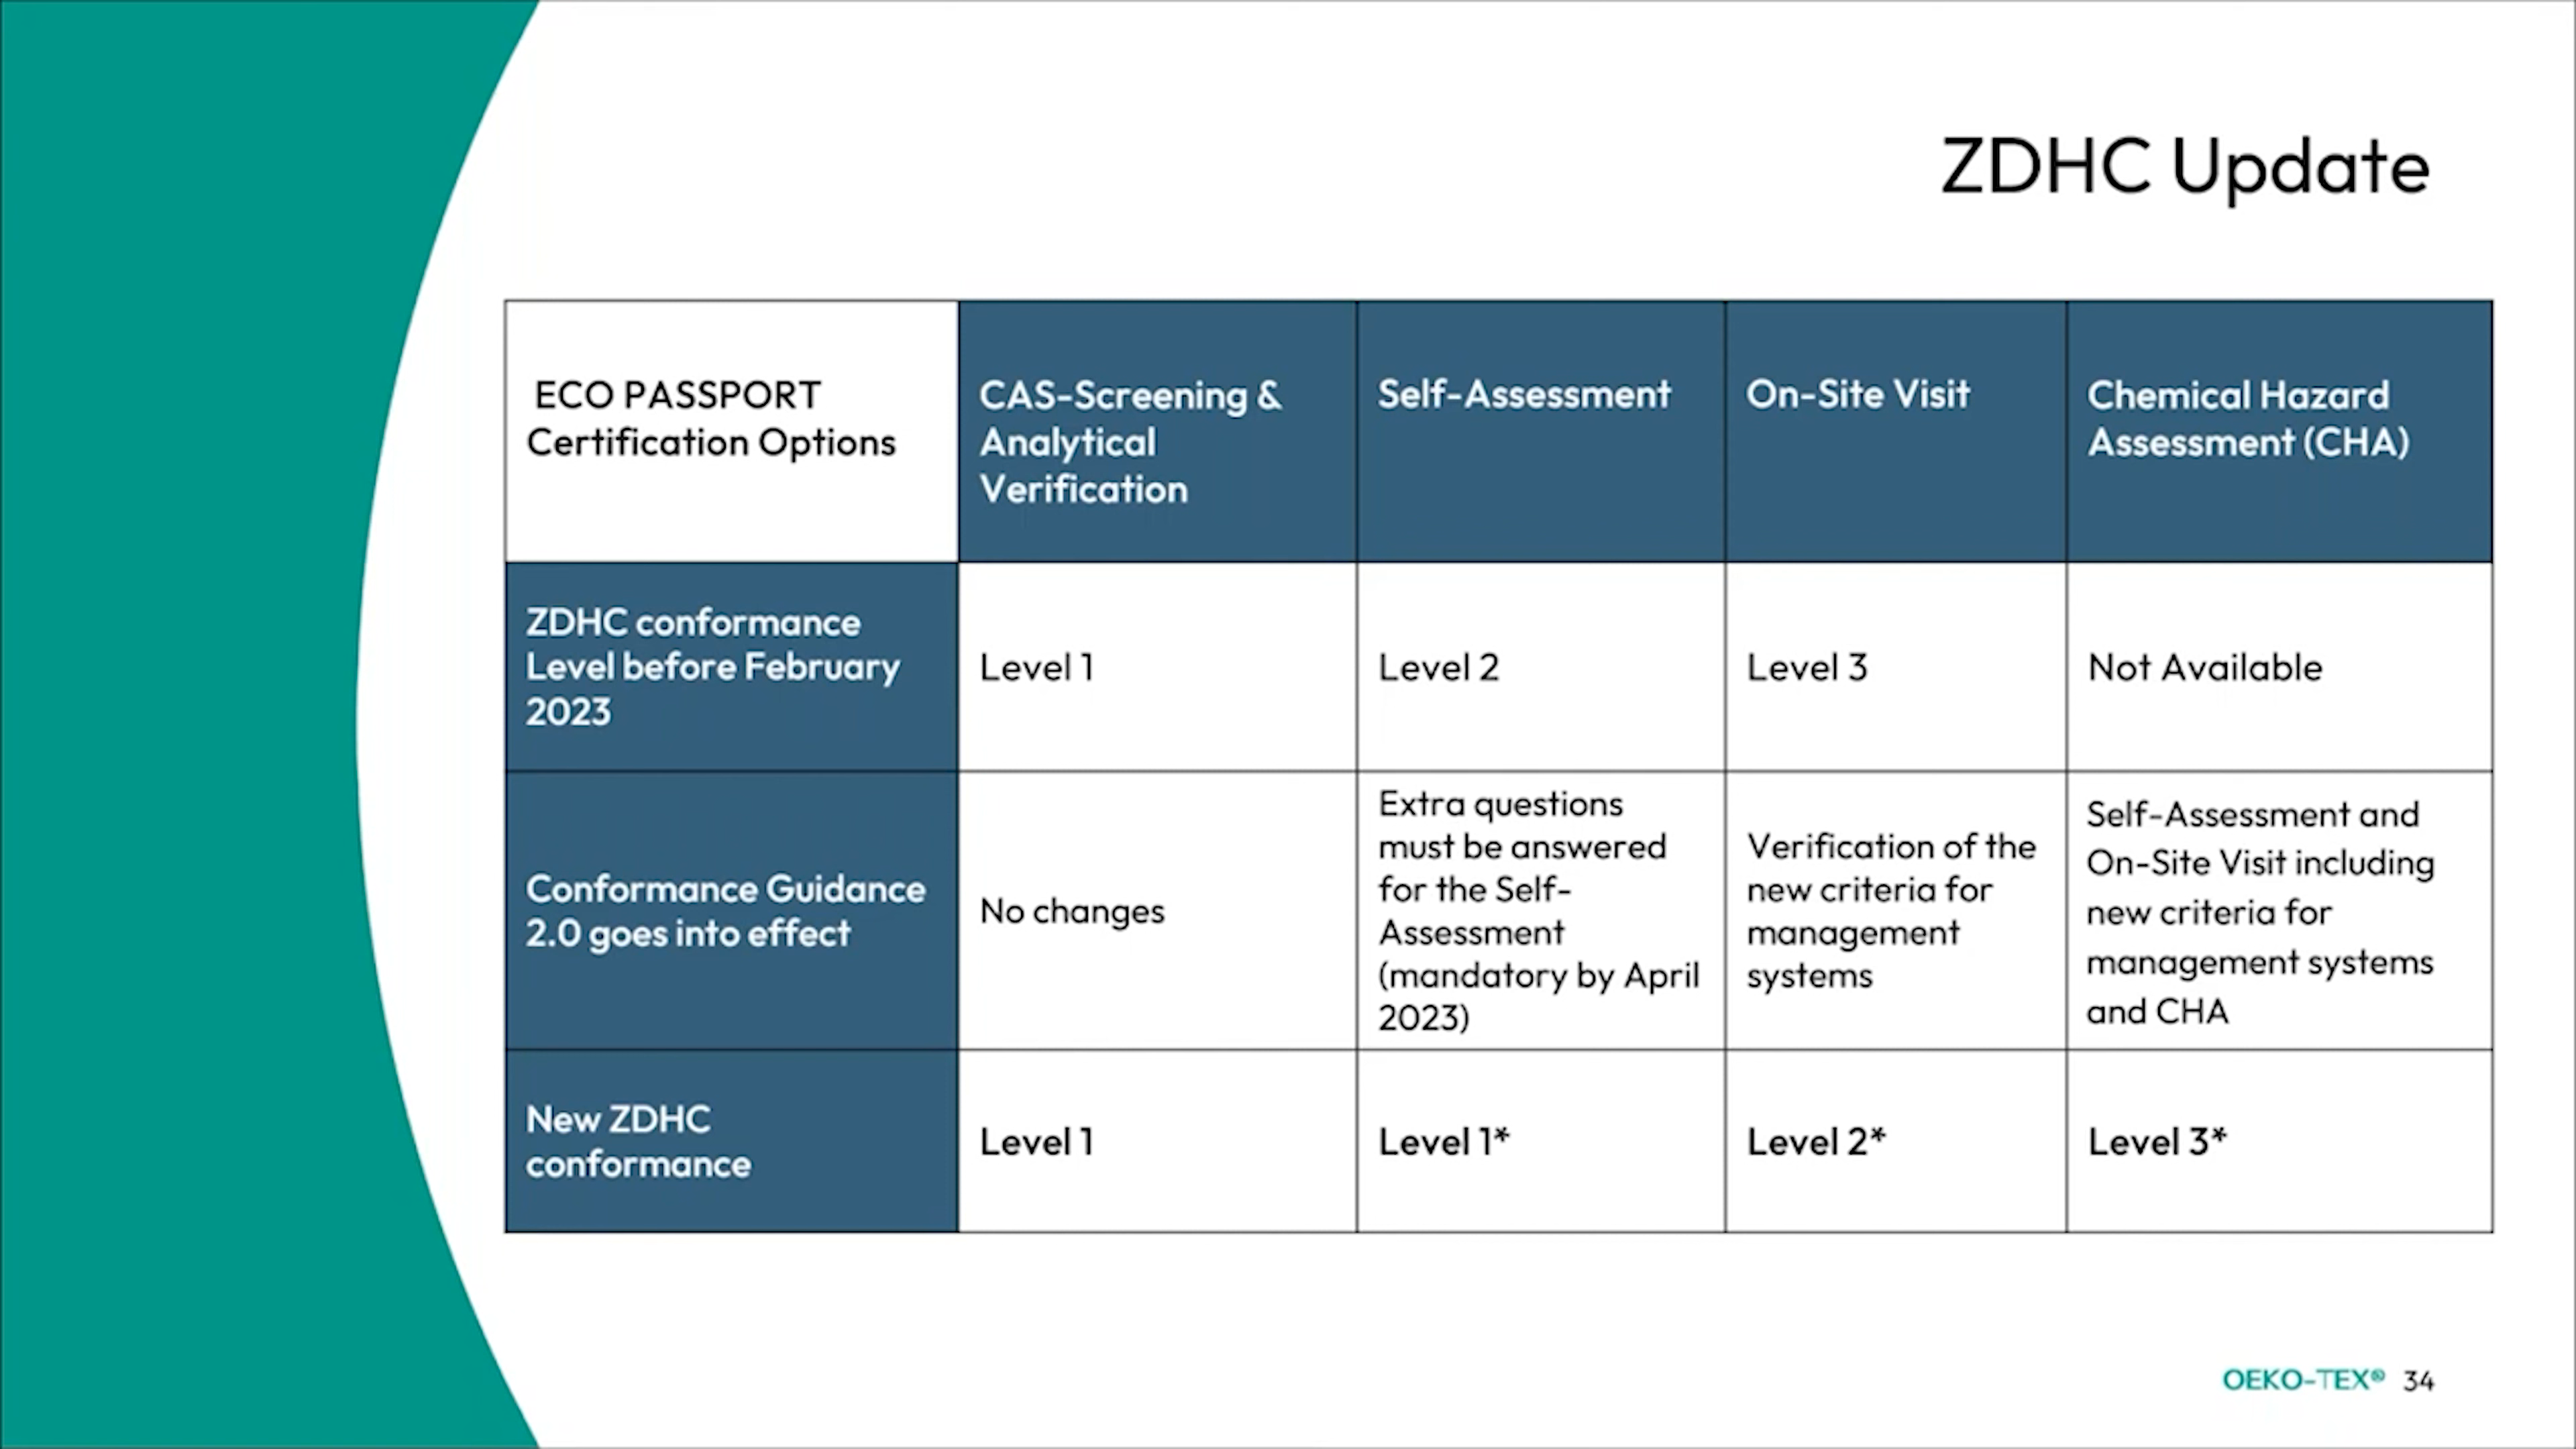 ZDHC Update
ECO PASSPORT
Certification Options
CAS-Screening &
Analytical
Verification
Self-Assessment
On-Site Visit
Chemical Hazard
Assessment (CHA)
ZDHC conformance
Level before February
2023
Level 1
Level 2
Level 3
Not Available
Conformance Guidance
2.0 goes into effect
No changes
Extra questions
must be answered
for the Self-
Assessment
(mandatory by April
2023)
Verification of the
new criteria for
management
systems
Self-Assessment and
On-Site Visit including
new criteria for
management systems
and CHA
New ZDHC
conformance
Level 1
Level 1*
Level 2*
Level 3*
OEKO-TEX® 34